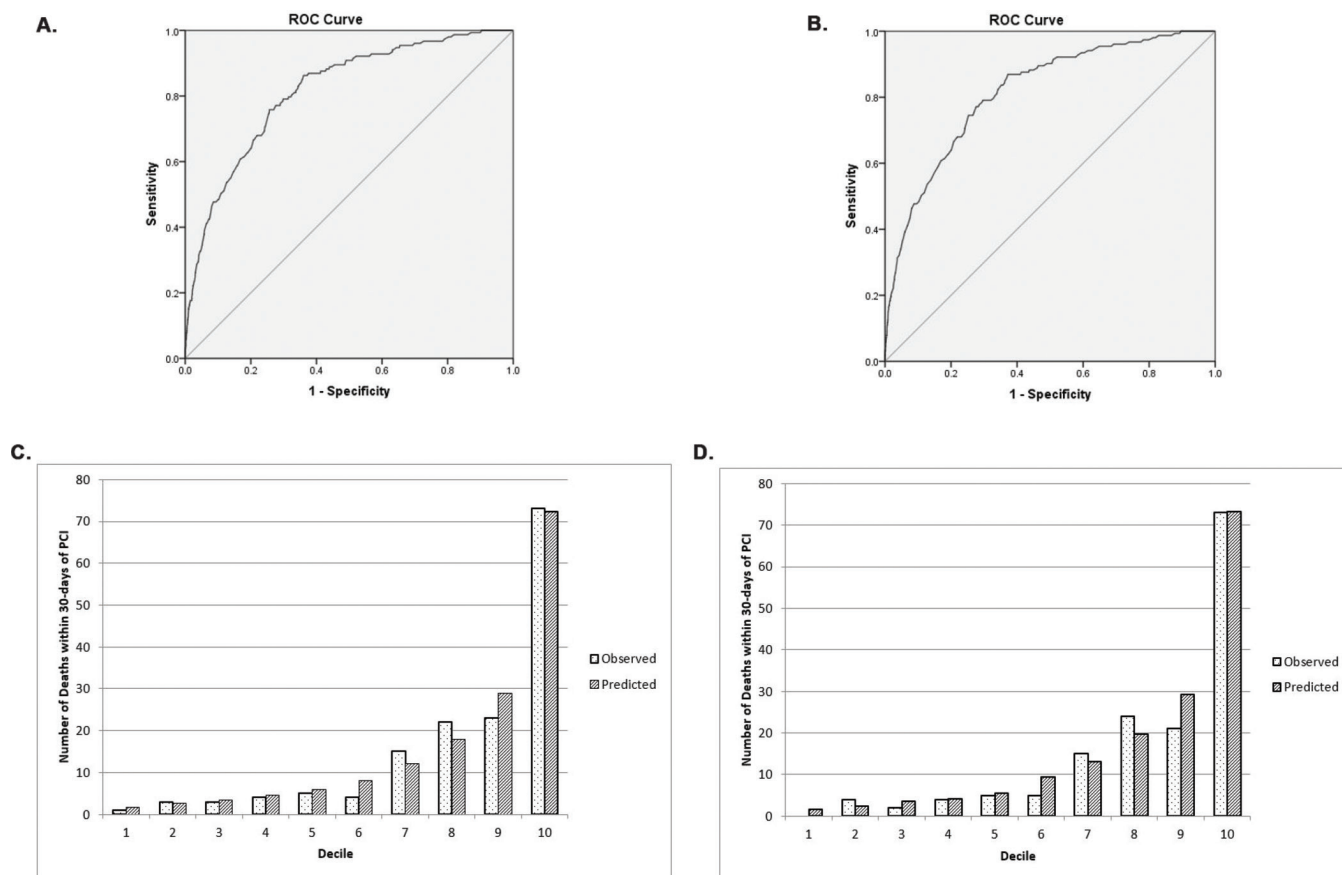 A.
ROC Curve
1.0
0.8
0.6
0.4
0.2
0.0
Sensitivity
0.0 0.2 0.4 0.6 0.8 1.0
1 - Specificity
B.
ROC Curve
1.0
0.8
0.6
0.4
0.2
0.0
Sensitivity
0.0 0.2 0.4 0.6 0.8 1.0
1 - Specificity
C.
80
70
60
50
40
30
20
10
0
Number of Deaths within 30-days of PCI
1 2 3 4 5 6 7 8 9 10
Decile
Observed
Predicted
D.
80
70
60
50
40
30
20
10
0
Number of Deaths within 30-days of PCI
1 2 3 4 5 6 7 8 9 10
Decile
Observed
Predicted